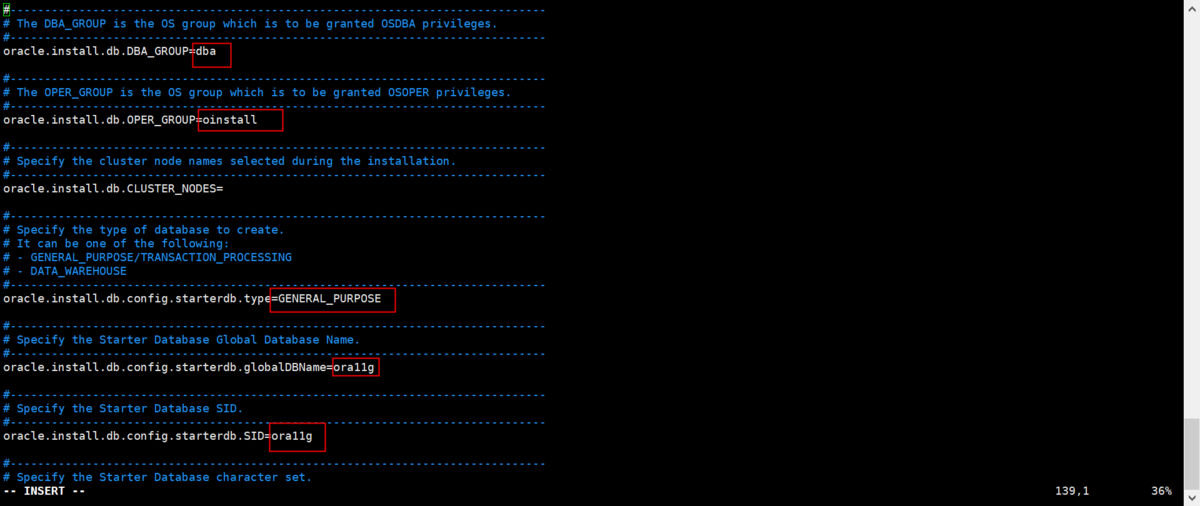 #-------------------------------------------------------------------------------
# The DBA_GROUP is the OS group which is to be granted OSDBA privileges.
#-------------------------------------------------------------------------------
oracle.install.db.DBA_GROUP=dba
#-------------------------------------------------------------------------------
# The OPER_GROUP is the OS group which is to be granted OSOPER privileges.
#-------------------------------------------------------------------------------
oracle.install.db.OPER_GROUP=oinstall
#-------------------------------------------------------------------------------
# Specify the cluster node names selected during the installation.
#-------------------------------------------------------------------------------
oracle.install.db.CLUSTER_NODES=
#-------------------------------------------------------------------------------
# Specify the type of database to create.
# It can be one of the following:
# - GENERAL_PURPOSE/TRANSACTION_PROCESSING
# - DATA_WAREHOUSE
#-------------------------------------------------------------------------------
oracle.install.db.config.starterdb.type=GENERAL_PURPOSE
#-------------------------------------------------------------------------------
# Specify the Starter Database Global Database Name.
#-------------------------------------------------------------------------------
oracle.install.db.config.starterdb.globalDBName=ora11g
#-------------------------------------------------------------------------------
# Specify the Starter Database SID.
#-------------------------------------------------------------------------------
oracle.install.db.config.starterdb.SID=ora11g
#-------------------------------------------------------------------------------
# Specify the Starter Database character set.
-- INSERT -- 139,1 36%